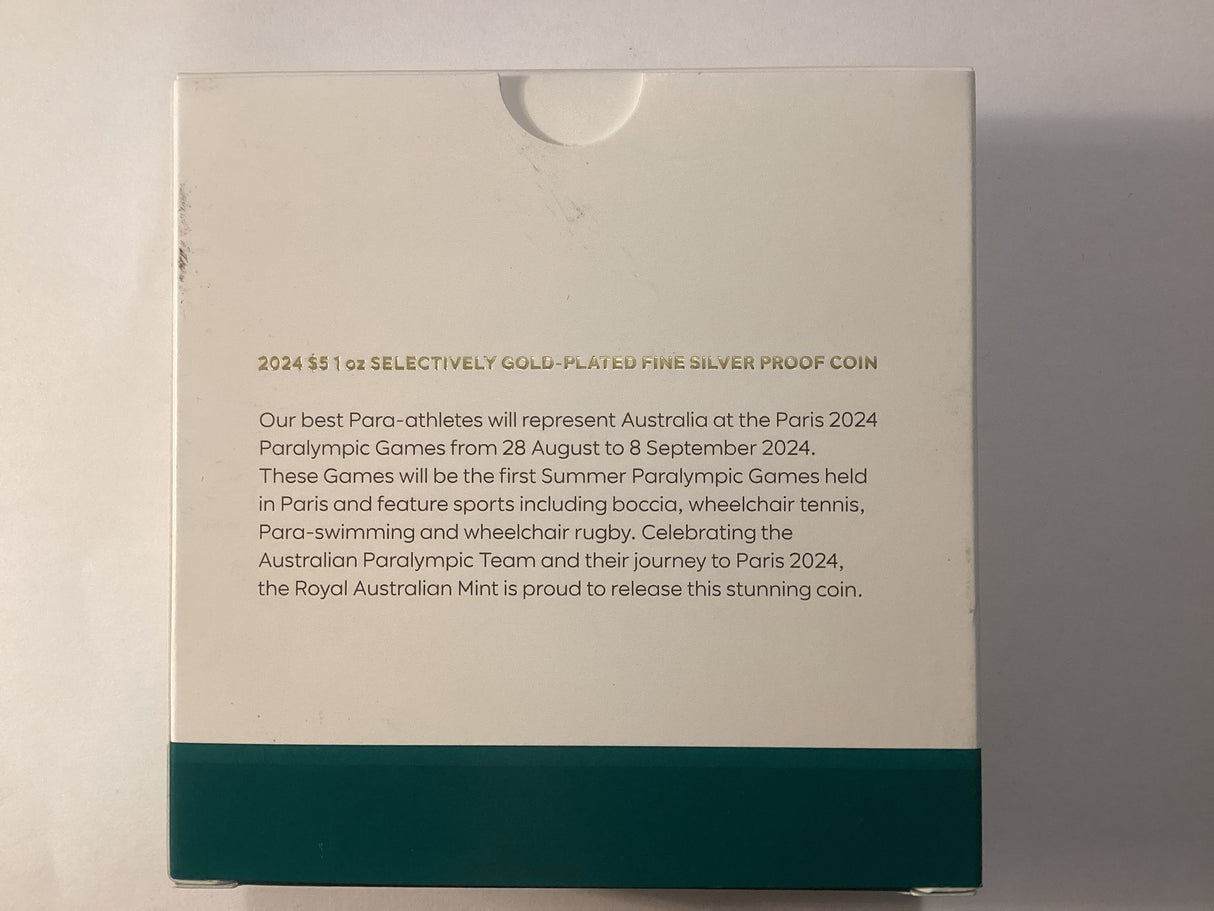 2024 $5 1 oz SELECTIVELY GOLD-PLATED FINE SILVER PROOF COIN
Our best Para-athletes will represent Australia at the Paris 2024
Paralympic Games from 28 August to 8 September 2024.
These Games will be the first Summer Paralympic Games held
in Paris and feature sports including boccia, wheelchair tennis,
Para-swimming and wheelchair rugby. Celebrating the
Australian Paralympic Team and their journey to Paris 2024,
the Royal Australian Mint is proud to release this stunning coin.